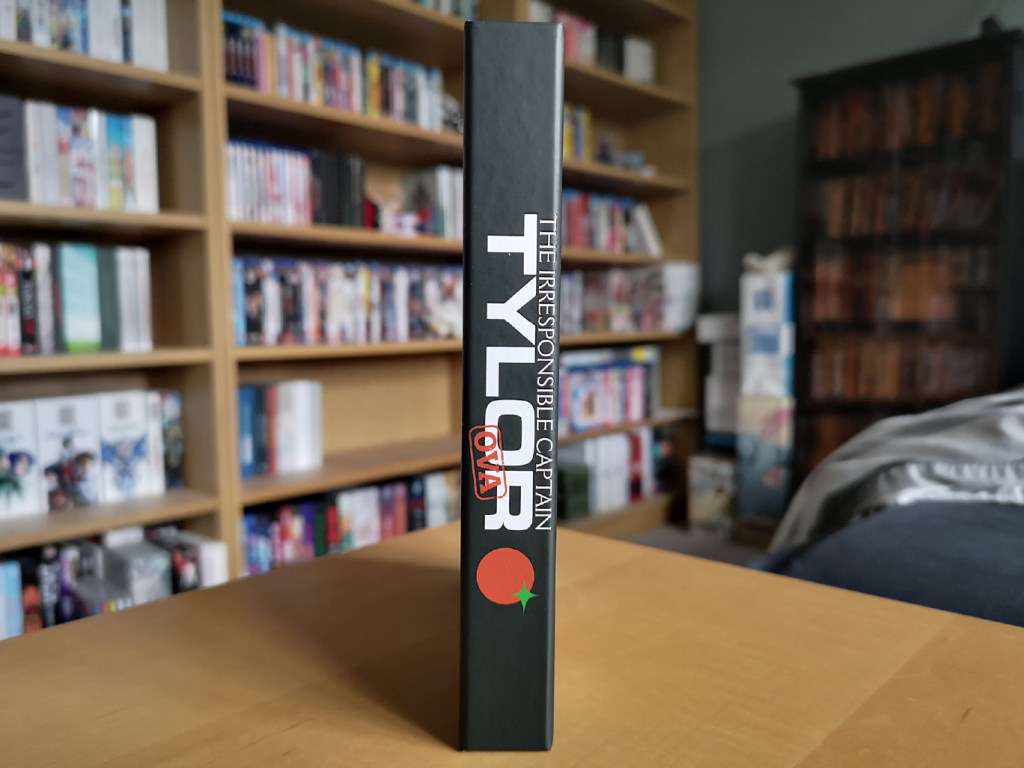 THE IRRESPONSIBLE CAPTAIN
TYLOR
OVA